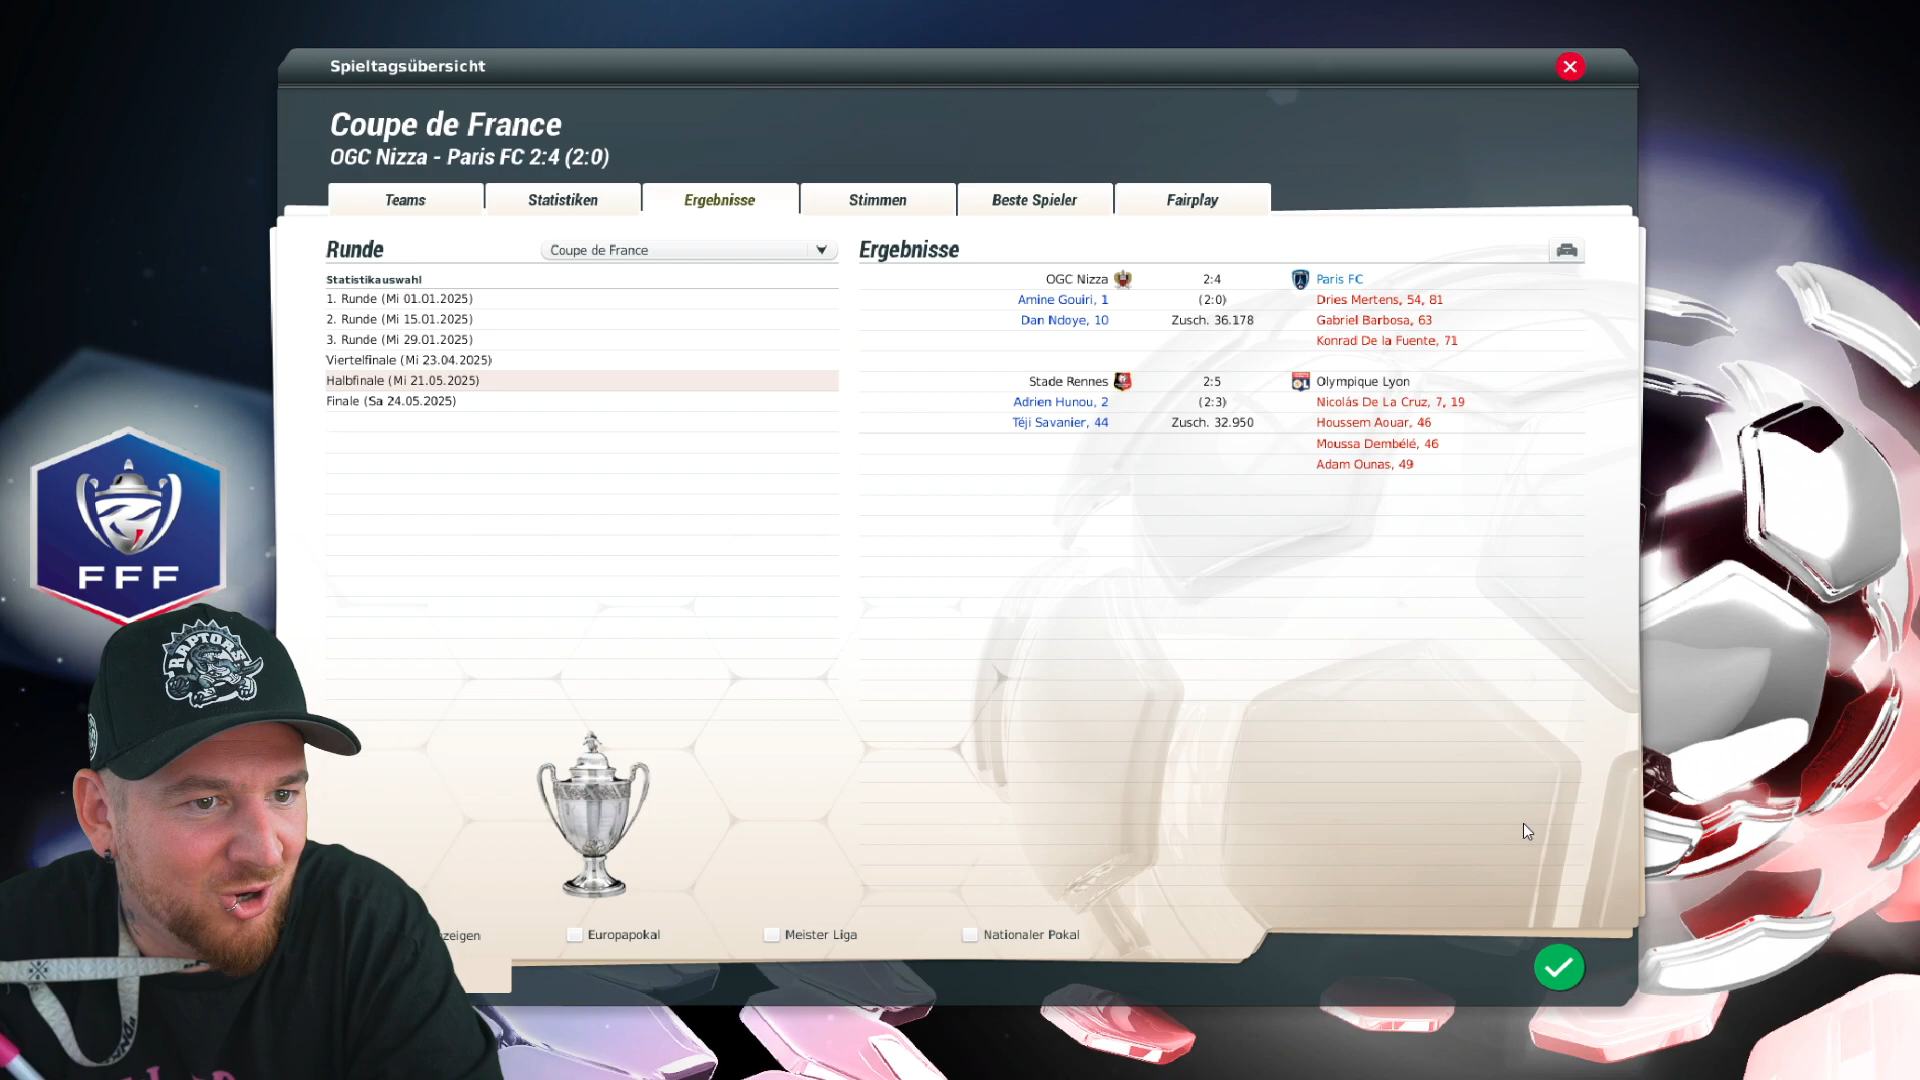 Spieltagsübersicht
Coupe de France
OGC Nizza - Paris FC 2:4 (2:0)
Teams
Statistiken
Ergebnisse
Stimmen
Beste Spieler
Fairplay
Runde
Coupe de France
Statistikauswahl
1. Runde (Mi 01.01.2025)
2. Runde (Mi 15.01.2025)
3. Runde (Mi 29.01.2025)
Viertelfinale (Mi 23.04.2025)
Halbfinale (Mi 21.05.2025)
Finale (Sa 24.05.2025)
Ergebnisse
OGC Nizza 2:4 Paris FC
Amine Gouiri, 1 (2:0) Dries Mertens, 54, 81
Dan Ndoye, 10 Zusch. 36.178 Gabriel Barbosa, 63
Konrad De la Fuente, 71
Stade Rennes 2:5 Olympique Lyon
Adrien Hunou, 2 (2:3) Nicolás De La Cruz, 7, 19
Téji Savanier, 44 Zusch. 32.950 Houssem Aouar, 46
Moussa Dembélé, 46
Adam Ounas, 49
FFF
RAPTORS
zeigen
Europapokal
Meister Liga
Nationaler Pokal